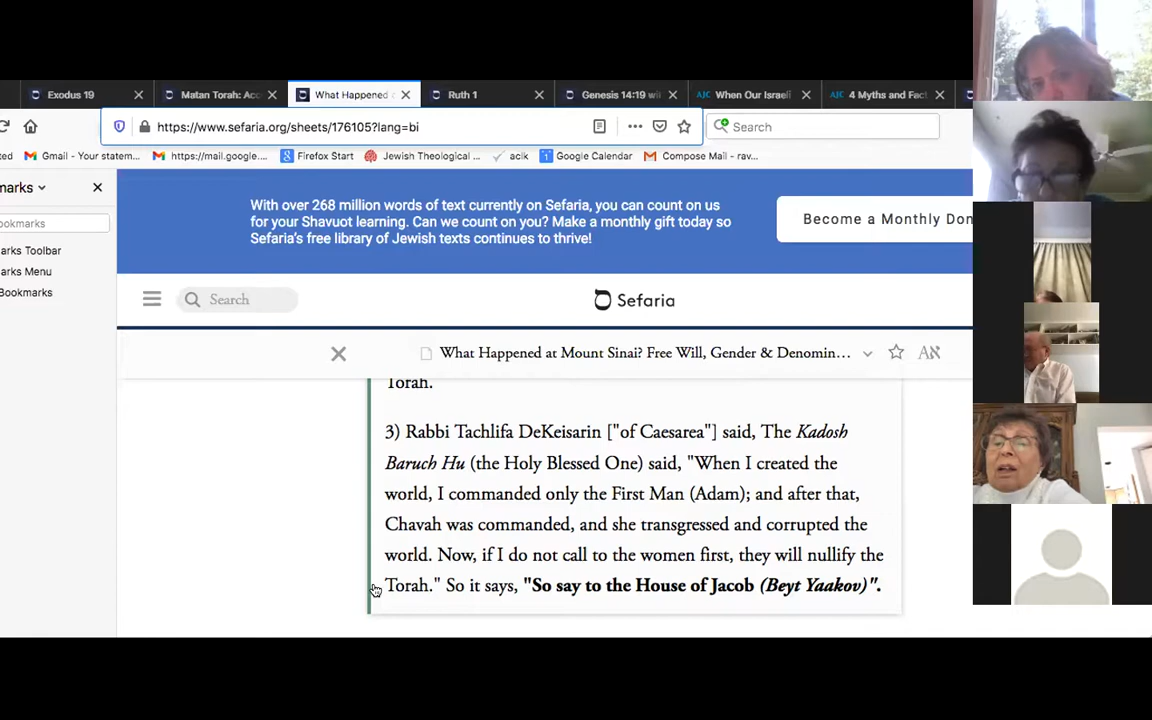 Exodus 19
Matan Torah: Acc
What Happened
Ruth 1
Genesis 14:19 wi
AJC When Our Israeli
AJC 4 Myths and Fact
https://www.sefaria.org/sheets/176105?lang=bi
Search
ted
Gmail - Your statem...
https://mail.google....
Firefox Start
Jewish Theological ...
acik
Google Calendar
Compose Mail - rav...
marks
ookmarks
arks Toolbar
arks Menu
Bookmarks
With over 268 million words of text currently on Sefaria, you can count on us
for your Shavuot learning. Can we count on you? Make a monthly gift today so
Sefaria's free library of Jewish texts continues to thrive!
Become a Monthly Don
Search
Sefaria
What Happened at Mount Sinai? Free Will, Gender & Denomin...
Aא
Torah.
3) Rabbi Tachlifa DeKeisarin ["of Caesarea"] said, The Kadosh
Baruch Hu (the Holy Blessed One) said, "When I created the
world, I commanded only the First Man (Adam); and after that,
Chavah was commanded, and she transgressed and corrupted the
world. Now, if I do not call to the women first, they will nullify the
Torah." So it says, "So say to the House of Jacob (Beyt Yaakov)".